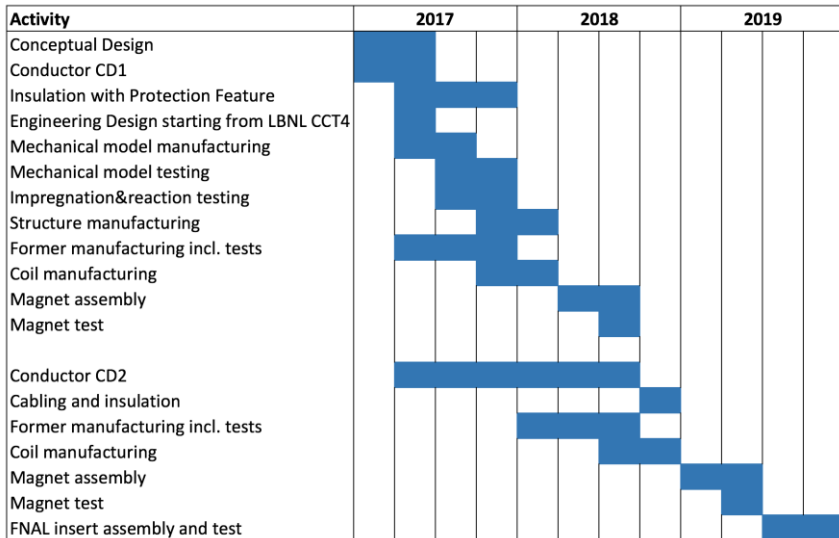 Activity 2017 2018 2019
Conceptual Design
Conductor CD1
Insulation with Protection Feature
Engineering Design starting from LBNL CCT4
Mechanical model manufacturing
Mechanical model testing
Impregnation&reaction testing
Structure manufacturing
Former manufacturing incl. tests
Coil manufacturing
Magnet assembly
Magnet test
Conductor CD2
Cabling and insulation
Former manufacturing incl. tests
Coil manufacturing
Magnet assembly
Magnet test
FNAL insert assembly and test